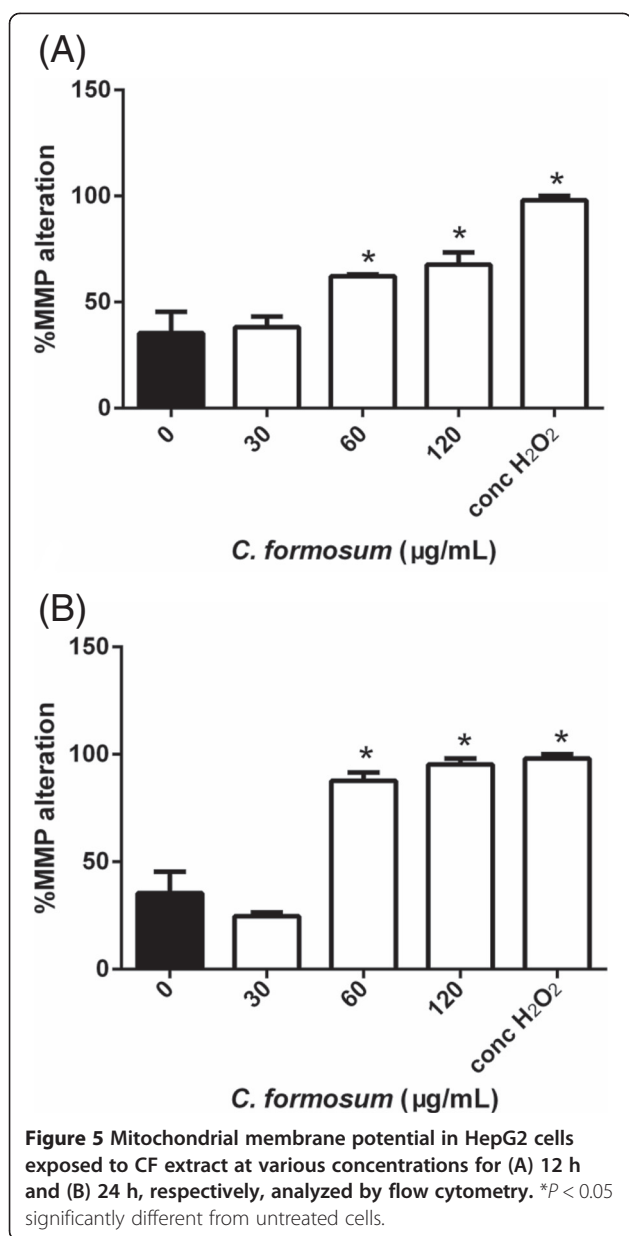 (A)
150
100
50
0
%MMP alteration
*
*
*
0
30
60
120
conc H₂O₂
C. formosum (µg/mL)
(B)
150
100
50
0
%MMP alteration
*
*
*
0
30
60
120
conc H₂O₂
C. formosum (µg/mL)
Figure 5 Mitochondrial membrane potential in HepG2 cells
exposed to CF extract at various concentrations for (A) 12 h
and (B) 24 h, respectively, analyzed by flow cytometry. *P < 0.05
significantly different from untreated cells.